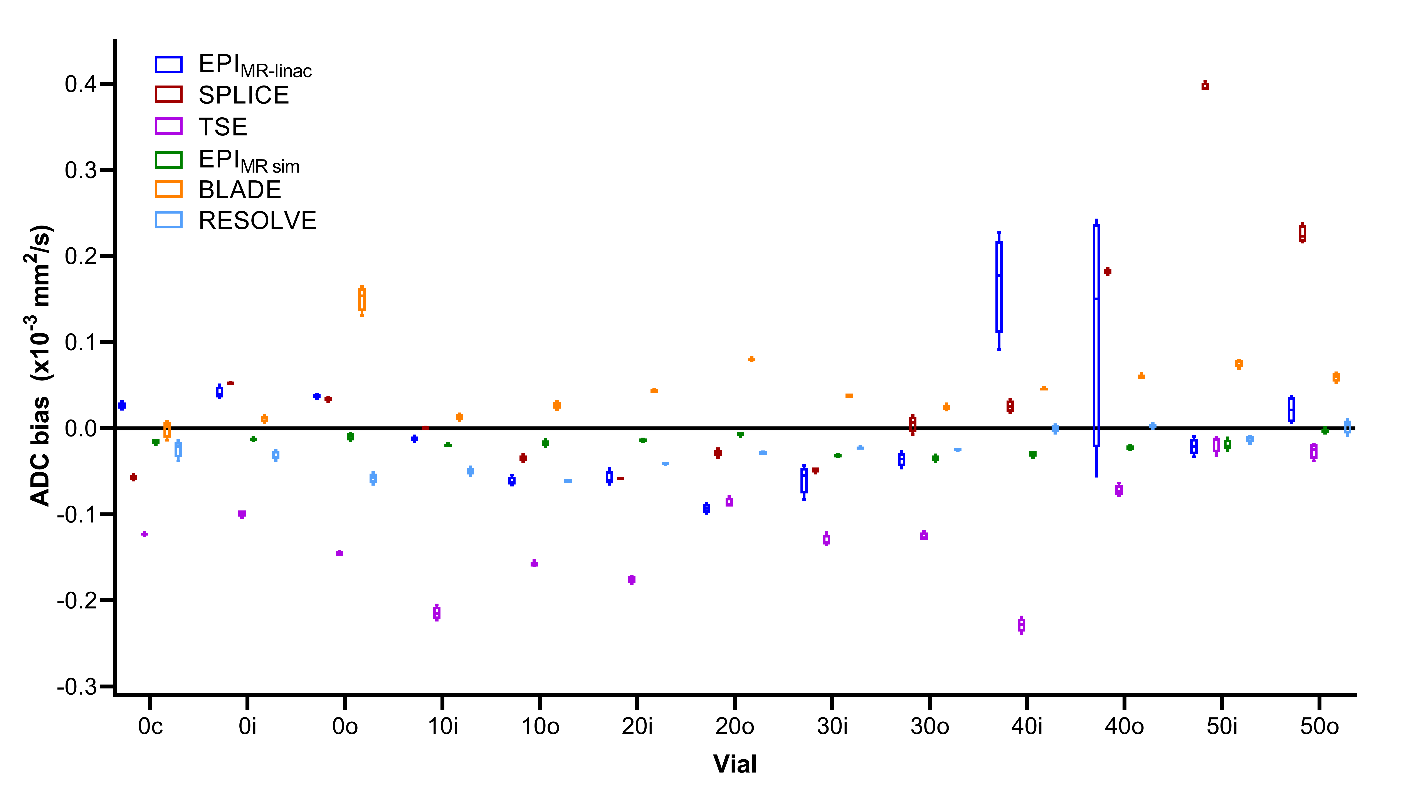 EPIMR-linac
SPLICE
TSE
EPIMR sim
BLADE
RESOLVE
ADC bias (x10-3 mm2/s)
0.4
0.3
0.2
0.1
0.0
-0.1
-0.2
-0.3
0c 0i 0o 10i 10o 20i 20o 30i 30o 40i 40o 50i 50o
Vial